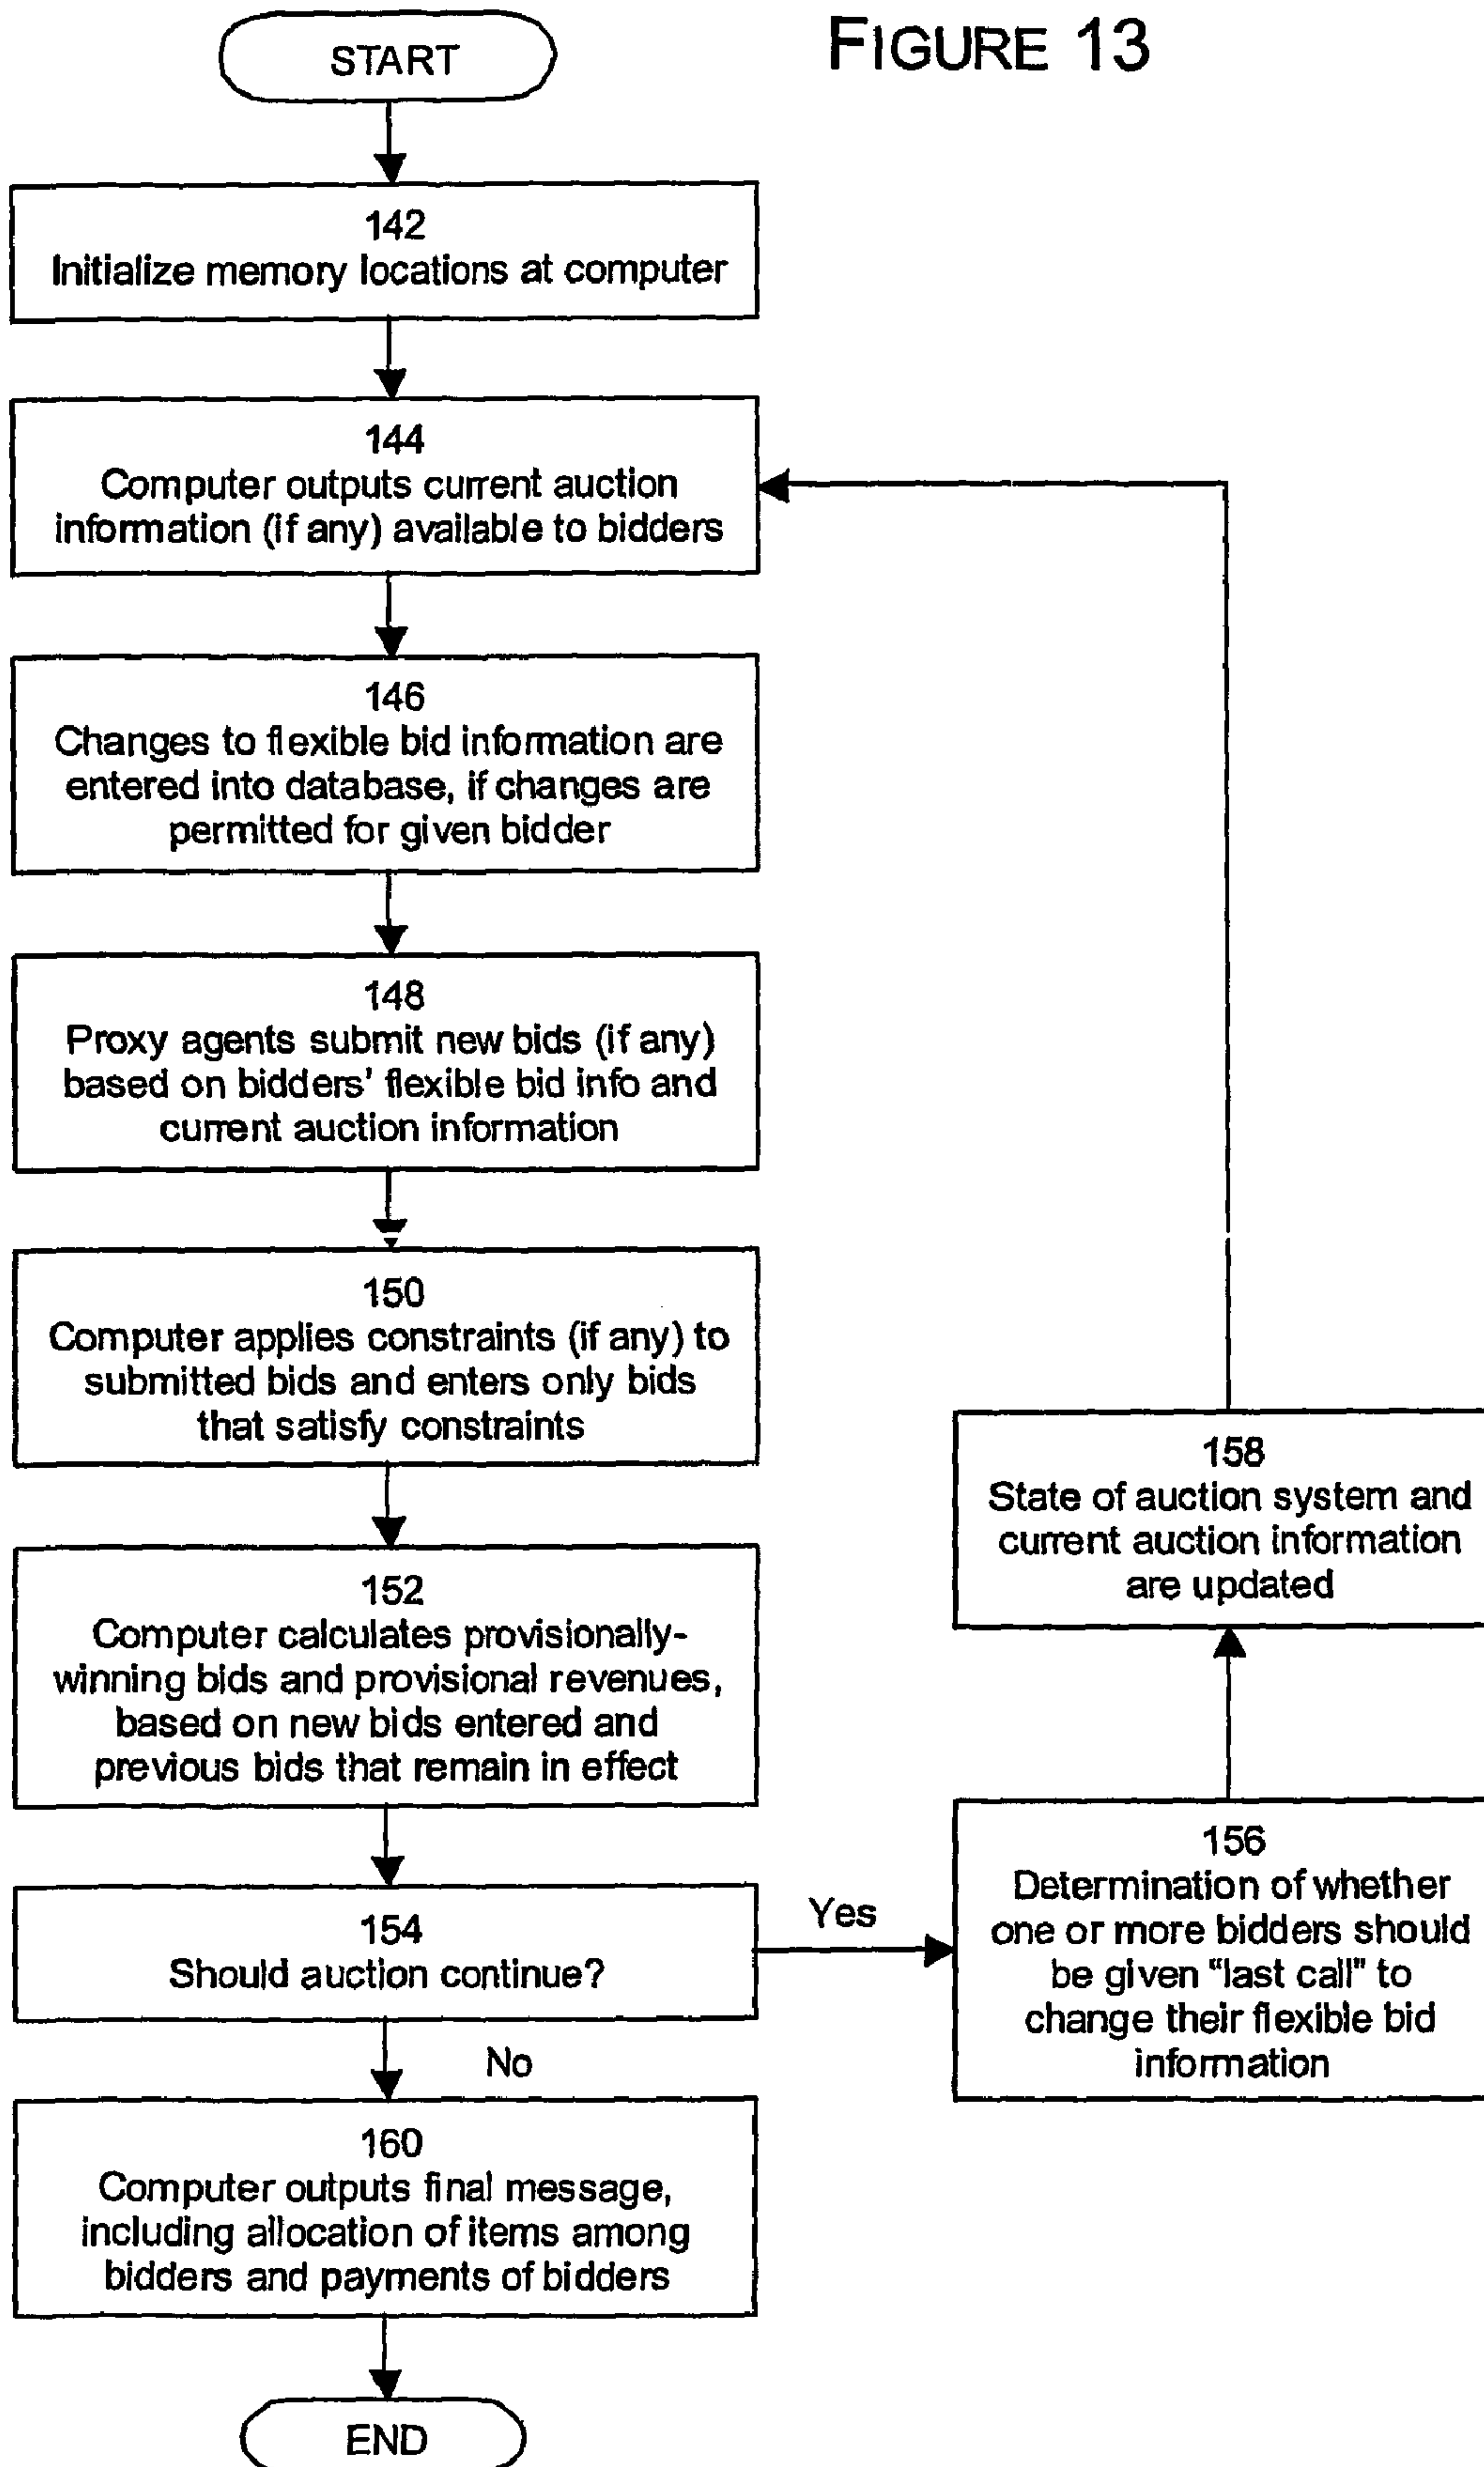 FIGURE 13
START
142
Initialize memory locations at computer
144
Computer outputs current auction
information (if any) available to bidders
146
Changes to flexible bid information are
entered into database, if changes are
permitted for given bidder
148
Proxy agents submit new bids (if any)
based on bidders' flexible bid info and
current auction information
150
Computer applies constraints (if any) to
submitted bids and enters only bids
that satisfy constraints
152
Computer calculates provisionally-
winning bids and provisional revenues,
based on new bids entered and
previous bids that remain in effect
154
Should auction continue?
Yes
156
Determination of whether
one or more bidders should
be given "last call" to
change their flexible bid
information
158
State of auction system and
current auction information
are updated
No
160
Computer outputs final message,
including allocation of items among
bidders and payments of bidders
END